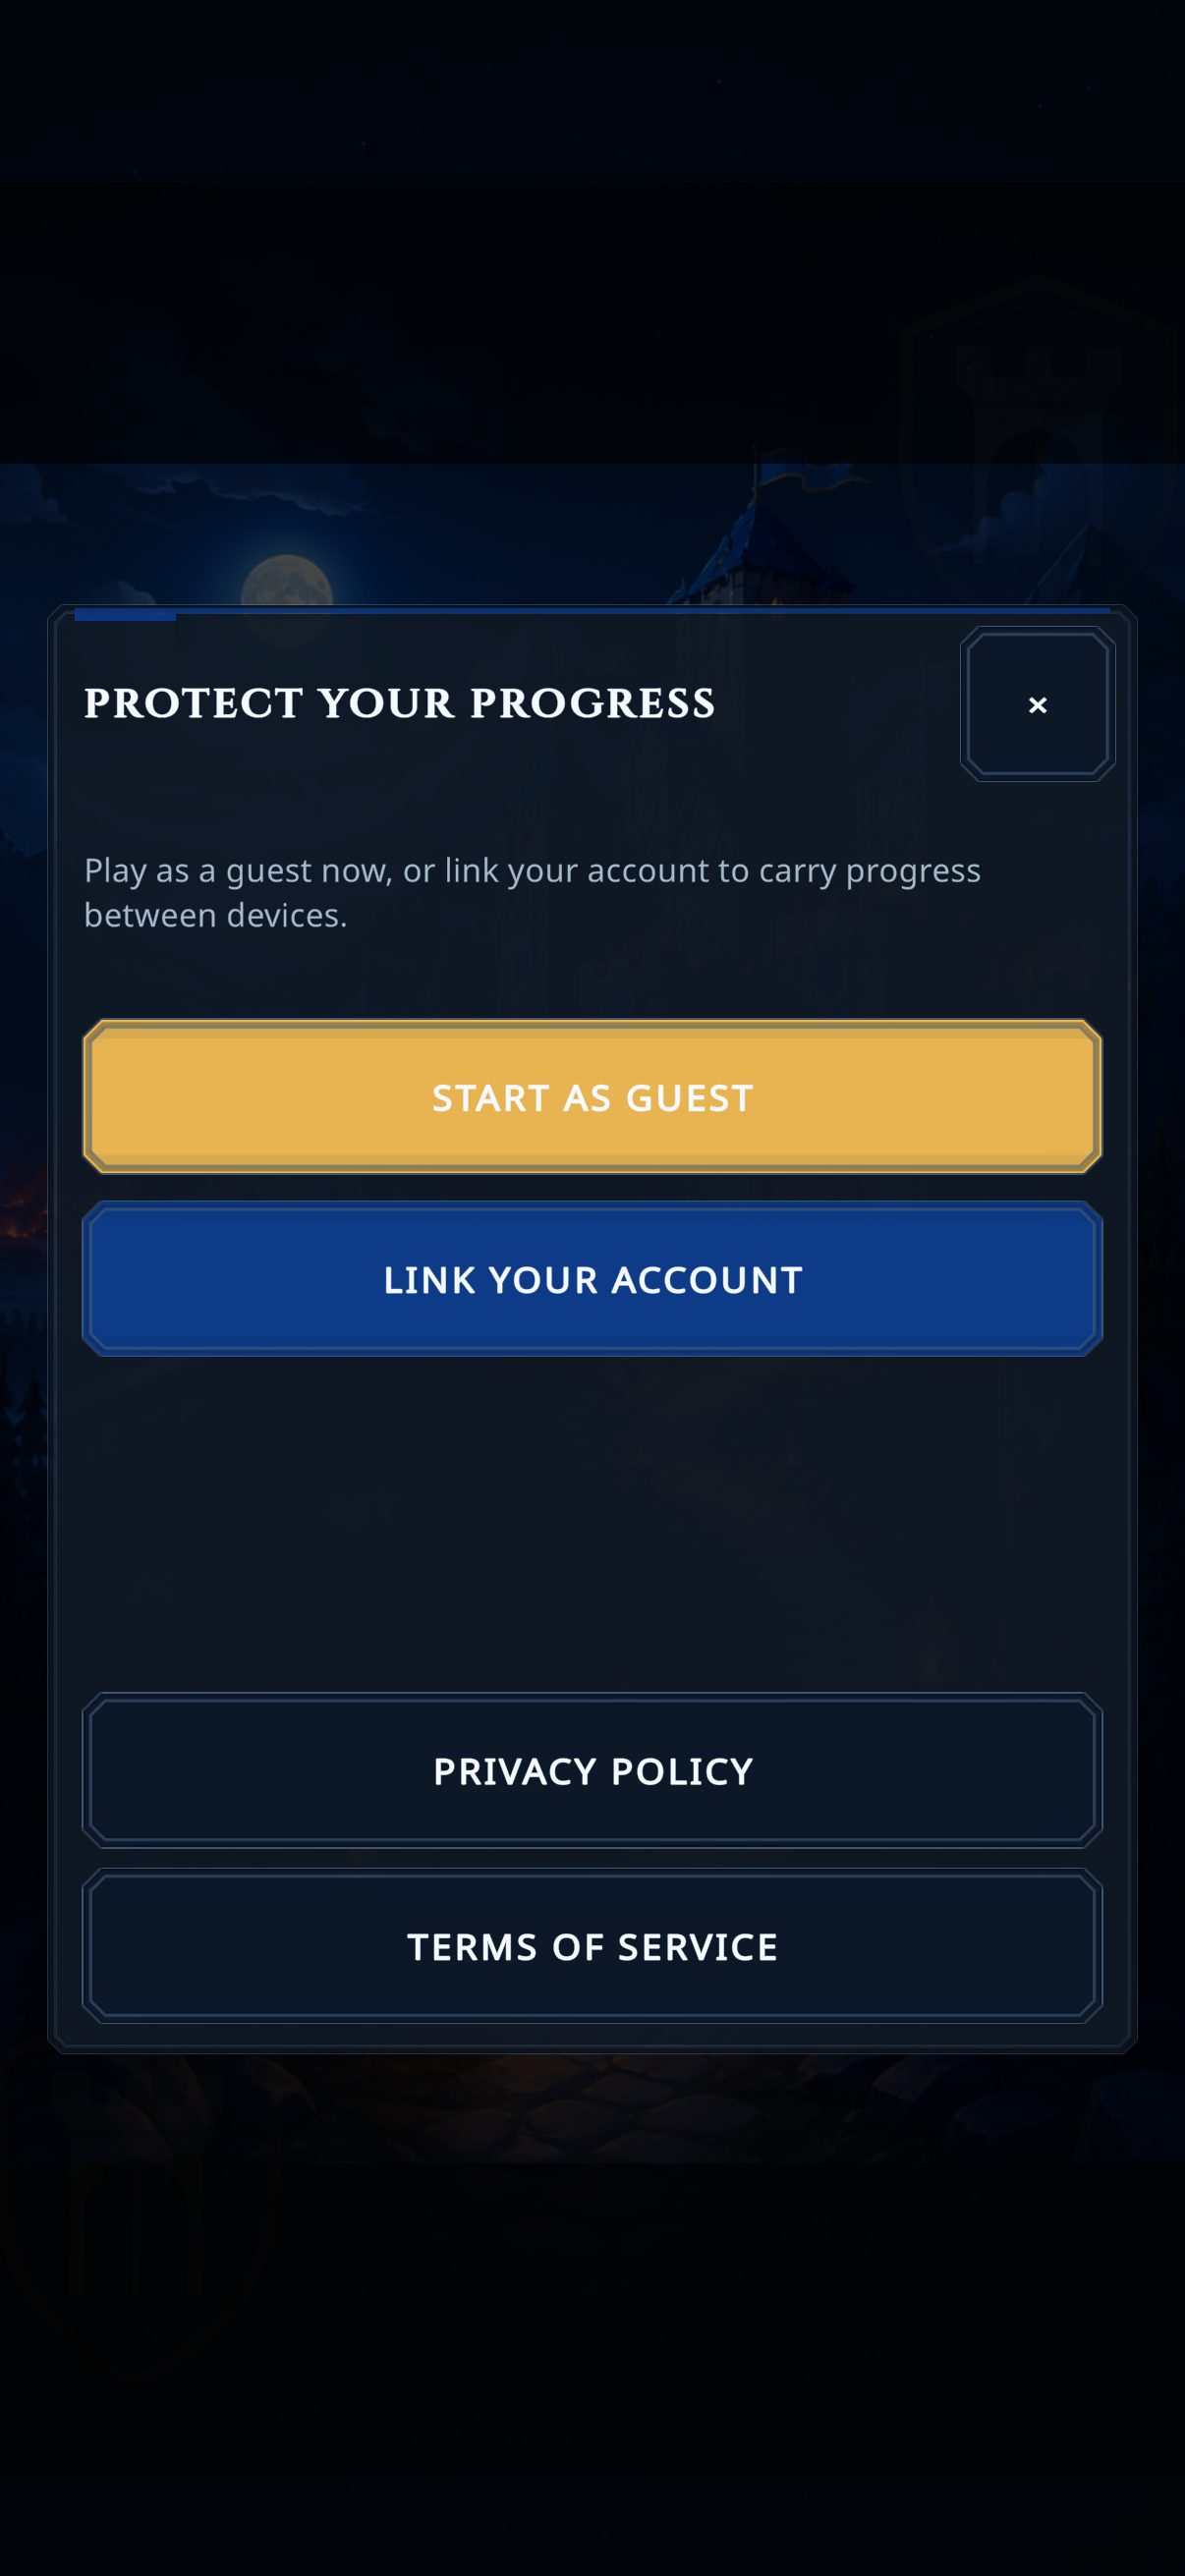 PROTECT YOUR PROGRESS
×
Play as a guest now, or link your account to carry progress
between devices.
START AS GUEST
LINK YOUR ACCOUNT
PRIVACY POLICY
TERMS OF SERVICE